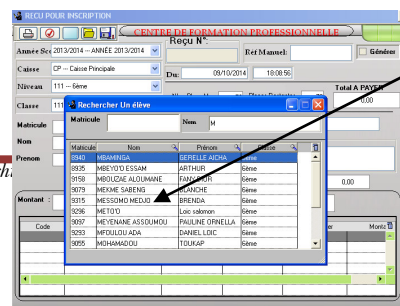 RECU POUR INSCRIPTION
CENTRE DE FORMATION PROFESSIONNELLE
Reçu N°:
Année Sco 2013/2014 --- ANNÉE 2013/2014
Réf Manuel:
Générer
Caisse CP --- Caisse Principale
Du: 09/10/2014 18:08:56
Niveau 111 --- 6ème
Total A PAYER
Classe 111
0,00
Rechercher Un élève
Matricule
Nom M
Matricule
Nom
Prenom
Matricule Nom Prénom Classe
8940 MBAMINGA GERIELLE AICHA 6ème
8935 MBEYO'O ESSAM ARTHUR 6ème
9158 MBOUZAE ALOUMANE 6ème
9079 MEKME SABENG BLANCHE 6ème
9315 MESSOMO MEDJO BRENDA 6ème
9296 METO'O Loic salomon 6ème
9097 MEYENANE ASSOUMOU PAULINE ORNELLA 6ème
9293 MFOULOU ADA DANIEL LOIC 6ème
9055 MOHAMADOU TOUKAP 6ème
0,00
Montant :
Code
Monta